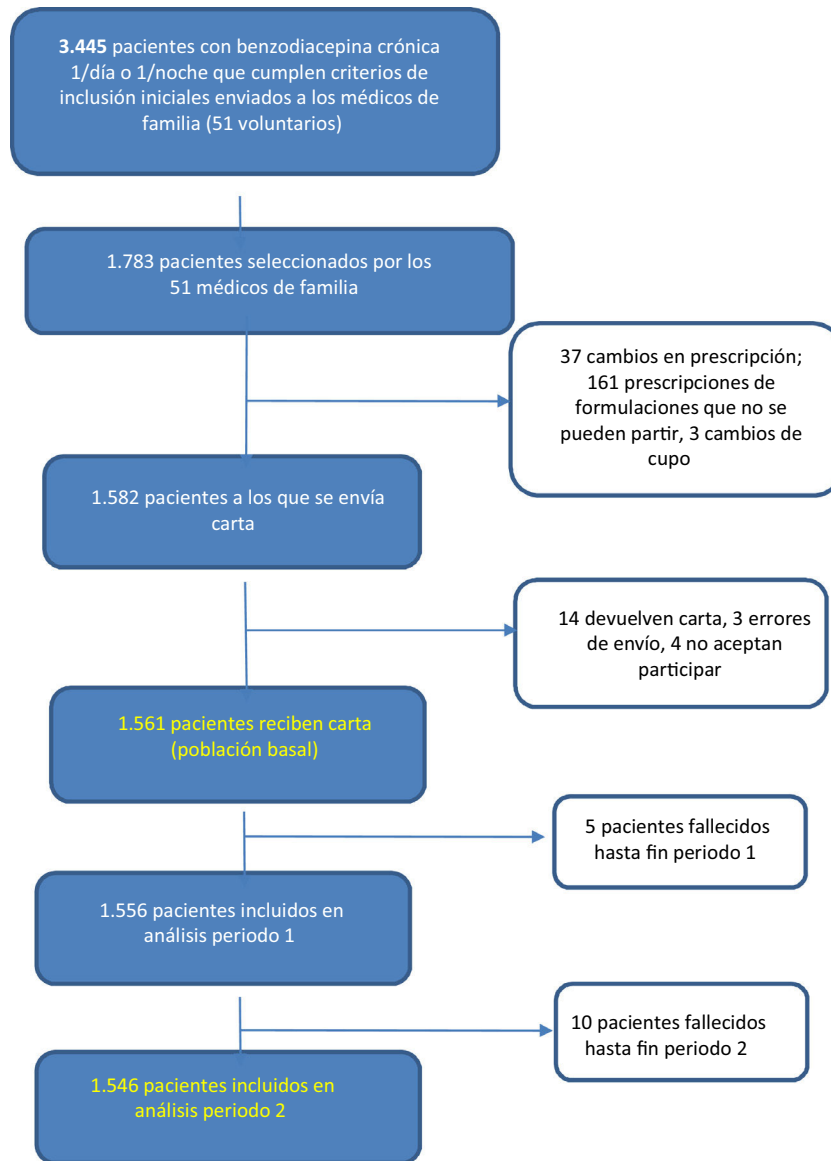 3.445 pacientes con benzodiacepina crónica
1/día o 1/noche que cumplen criterios de
inclusión iniciales enviados a los médicos de
familia (51 voluntarios)
1.783 pacientes seleccionados por los
51 médicos de familia
37 cambios en prescripción;
161 prescripciones de
formulaciones que no se
pueden partir, 3 cambios de
cupo
1.582 pacientes a los que se envía
carta
14 devuelven carta, 3 errores
de envío, 4 no aceptan
participar
1.561 pacientes reciben carta
(población basal)
5 pacientes fallecidos
hasta fin periodo 1
1.556 pacientes incluidos en
análisis periodo 1
10 pacientes fallecidos
hasta fin periodo 2
1.546 pacientes incluidos en
análisis periodo 2